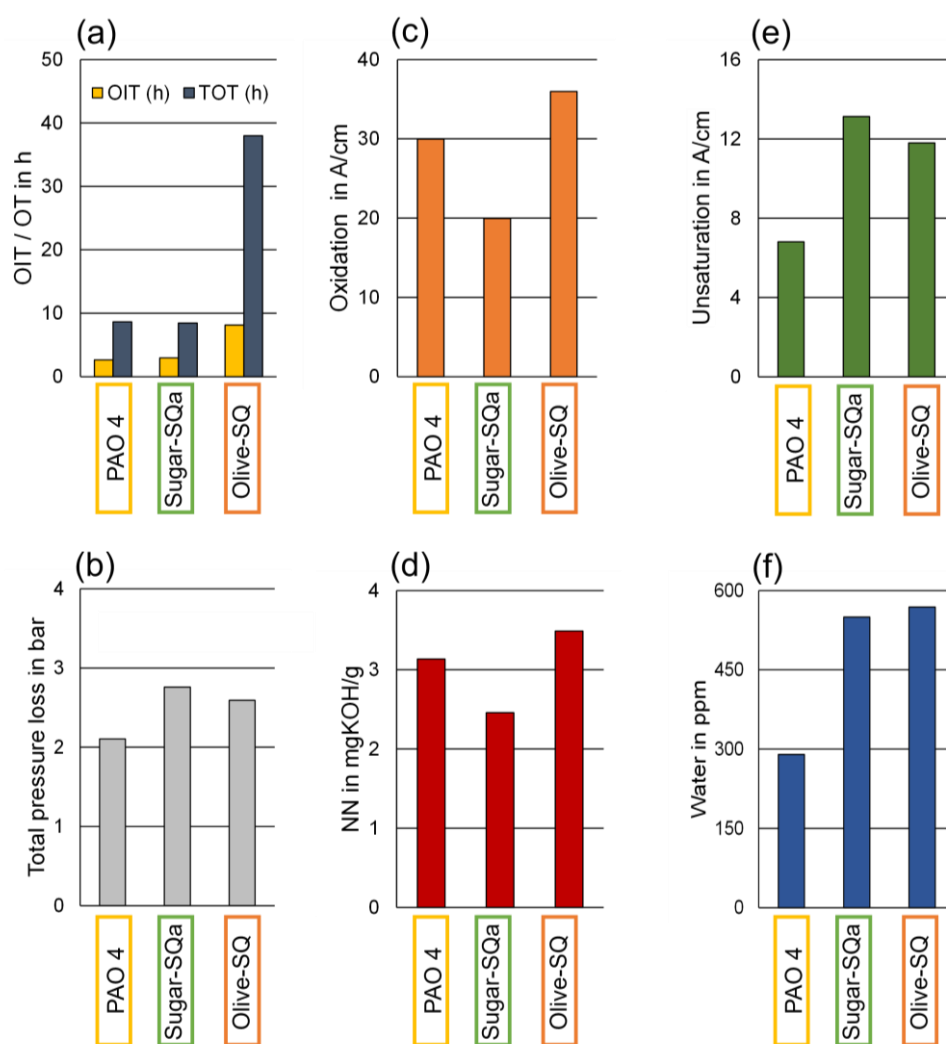 (a)
OIT / OT in h
50
40
30
20
10
0
OIT (h) TOT (h)
PAO 4
Sugar-SQa
Olive-SQ
(c)
Oxidation in A/cm
40
30
20
10
0
PAO 4
Sugar-SQa
Olive-SQ
(e)
Unsaturation in A/cm
16
12
8
4
0
PAO 4
Sugar-SQa
Olive-SQ
(b)
Total pressure loss in bar
4
3
2
1
0
PAO 4
Sugar-SQa
Olive-SQ
(d)
NN in mgKOH/g
4
3
2
1
0
PAO 4
Sugar-SQa
Olive-SQ
(f)
Water in ppm
600
450
300
150
0
PAO 4
Sugar-SQa
Olive-SQ